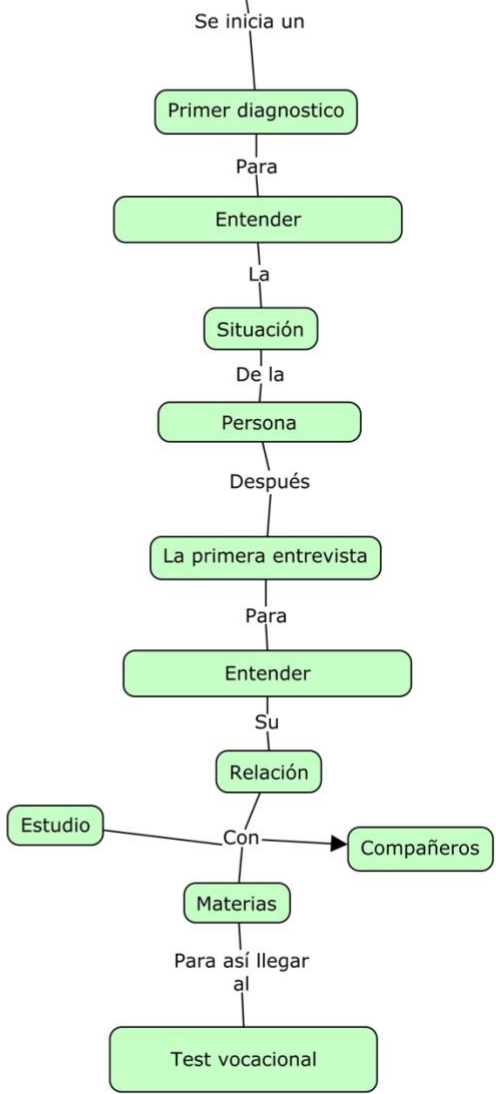 Se inicia un
Primer diagnostico
Para
Entender
La
Situación
De la
Persona
Después
La primera entrevista
Para
Entender
Su
Relación
Estudio
Con
Compañeros
Materias
Para así llegar
al
Test vocacional